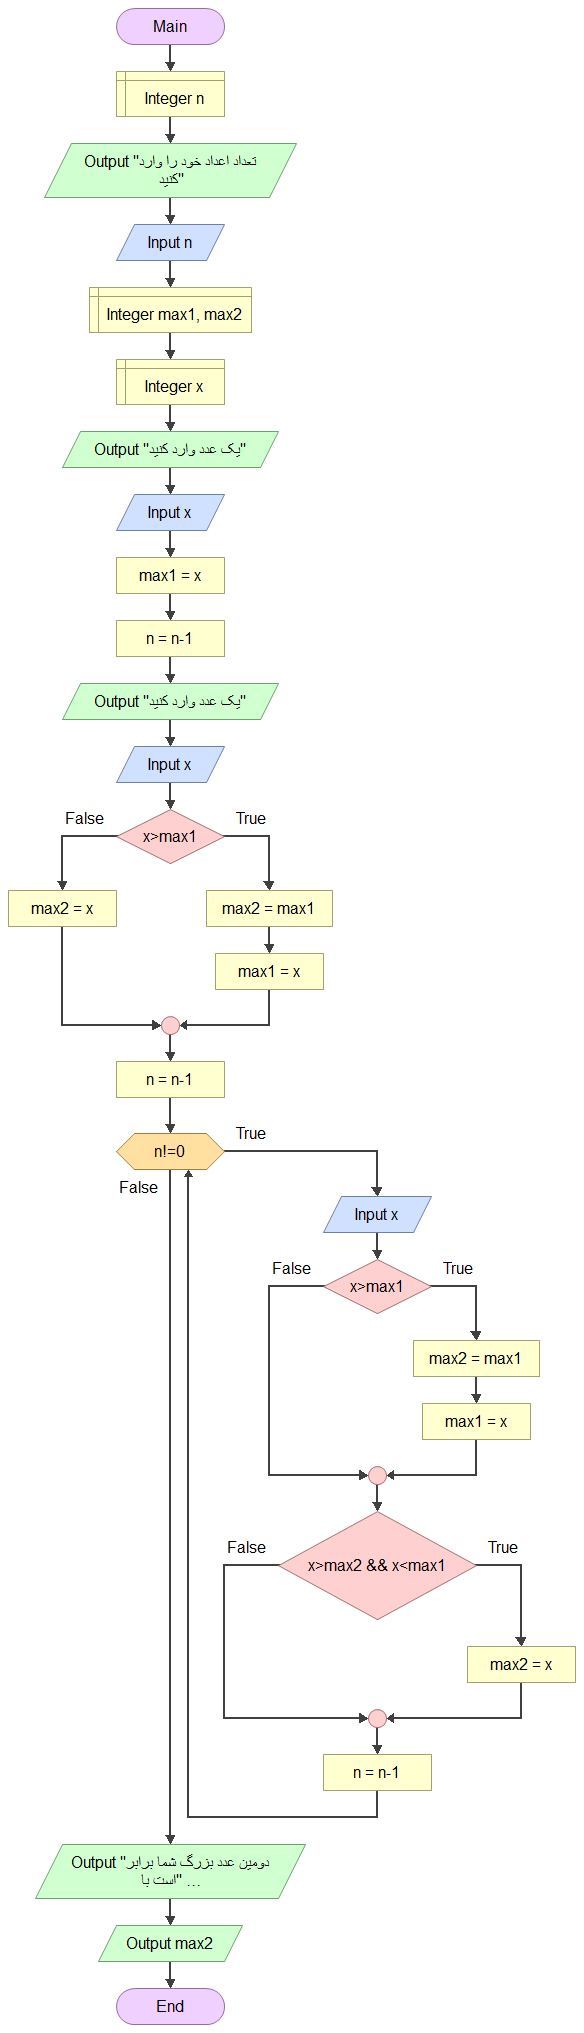 Main
Integer n
Output "تعداد اعداد خود را وارد
کنید"
Input n
Integer max1, max2
Integer x
Output "یک عدد وارد کنید"
Input x
max1 = x
n = n-1
Output "یک عدد وارد کنید"
Input x
False
True
x>max1
max2 = x
max2 = max1
max1 = x
n = n-1
True
n!=0
False
Input x
False
True
x>max1
max2 = max1
max1 = x
False
True
x>max2 && x<max1
max2 = x
n = n-1
Output "دومین عدد بزرگ شما برابر
است با" ...
Output max2
End